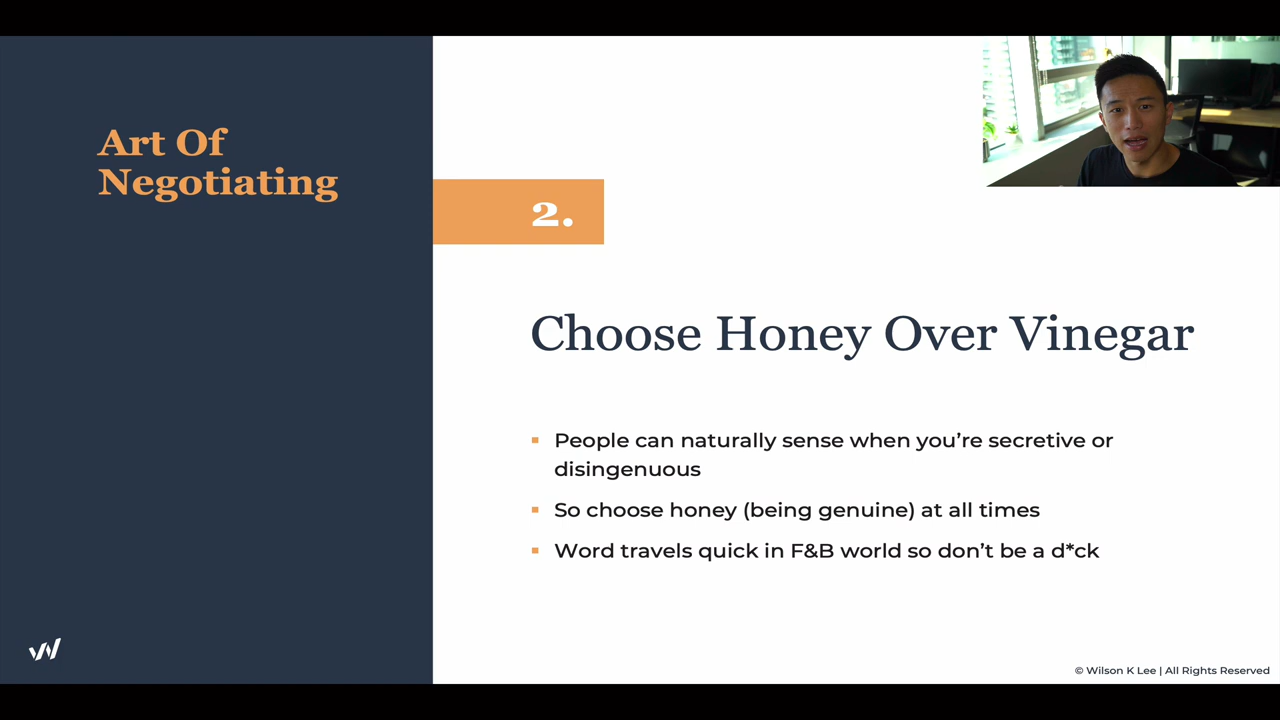 Art Of
Negotiating
2.
Choose Honey Over Vinegar
▪ People can naturally sense when you’re secretive or
disingenuous
▪ So choose honey (being genuine) at all times
▪ Word travels quick in F&B world so don’t be a d*ck
© Wilson K Lee | All Rights Reserved